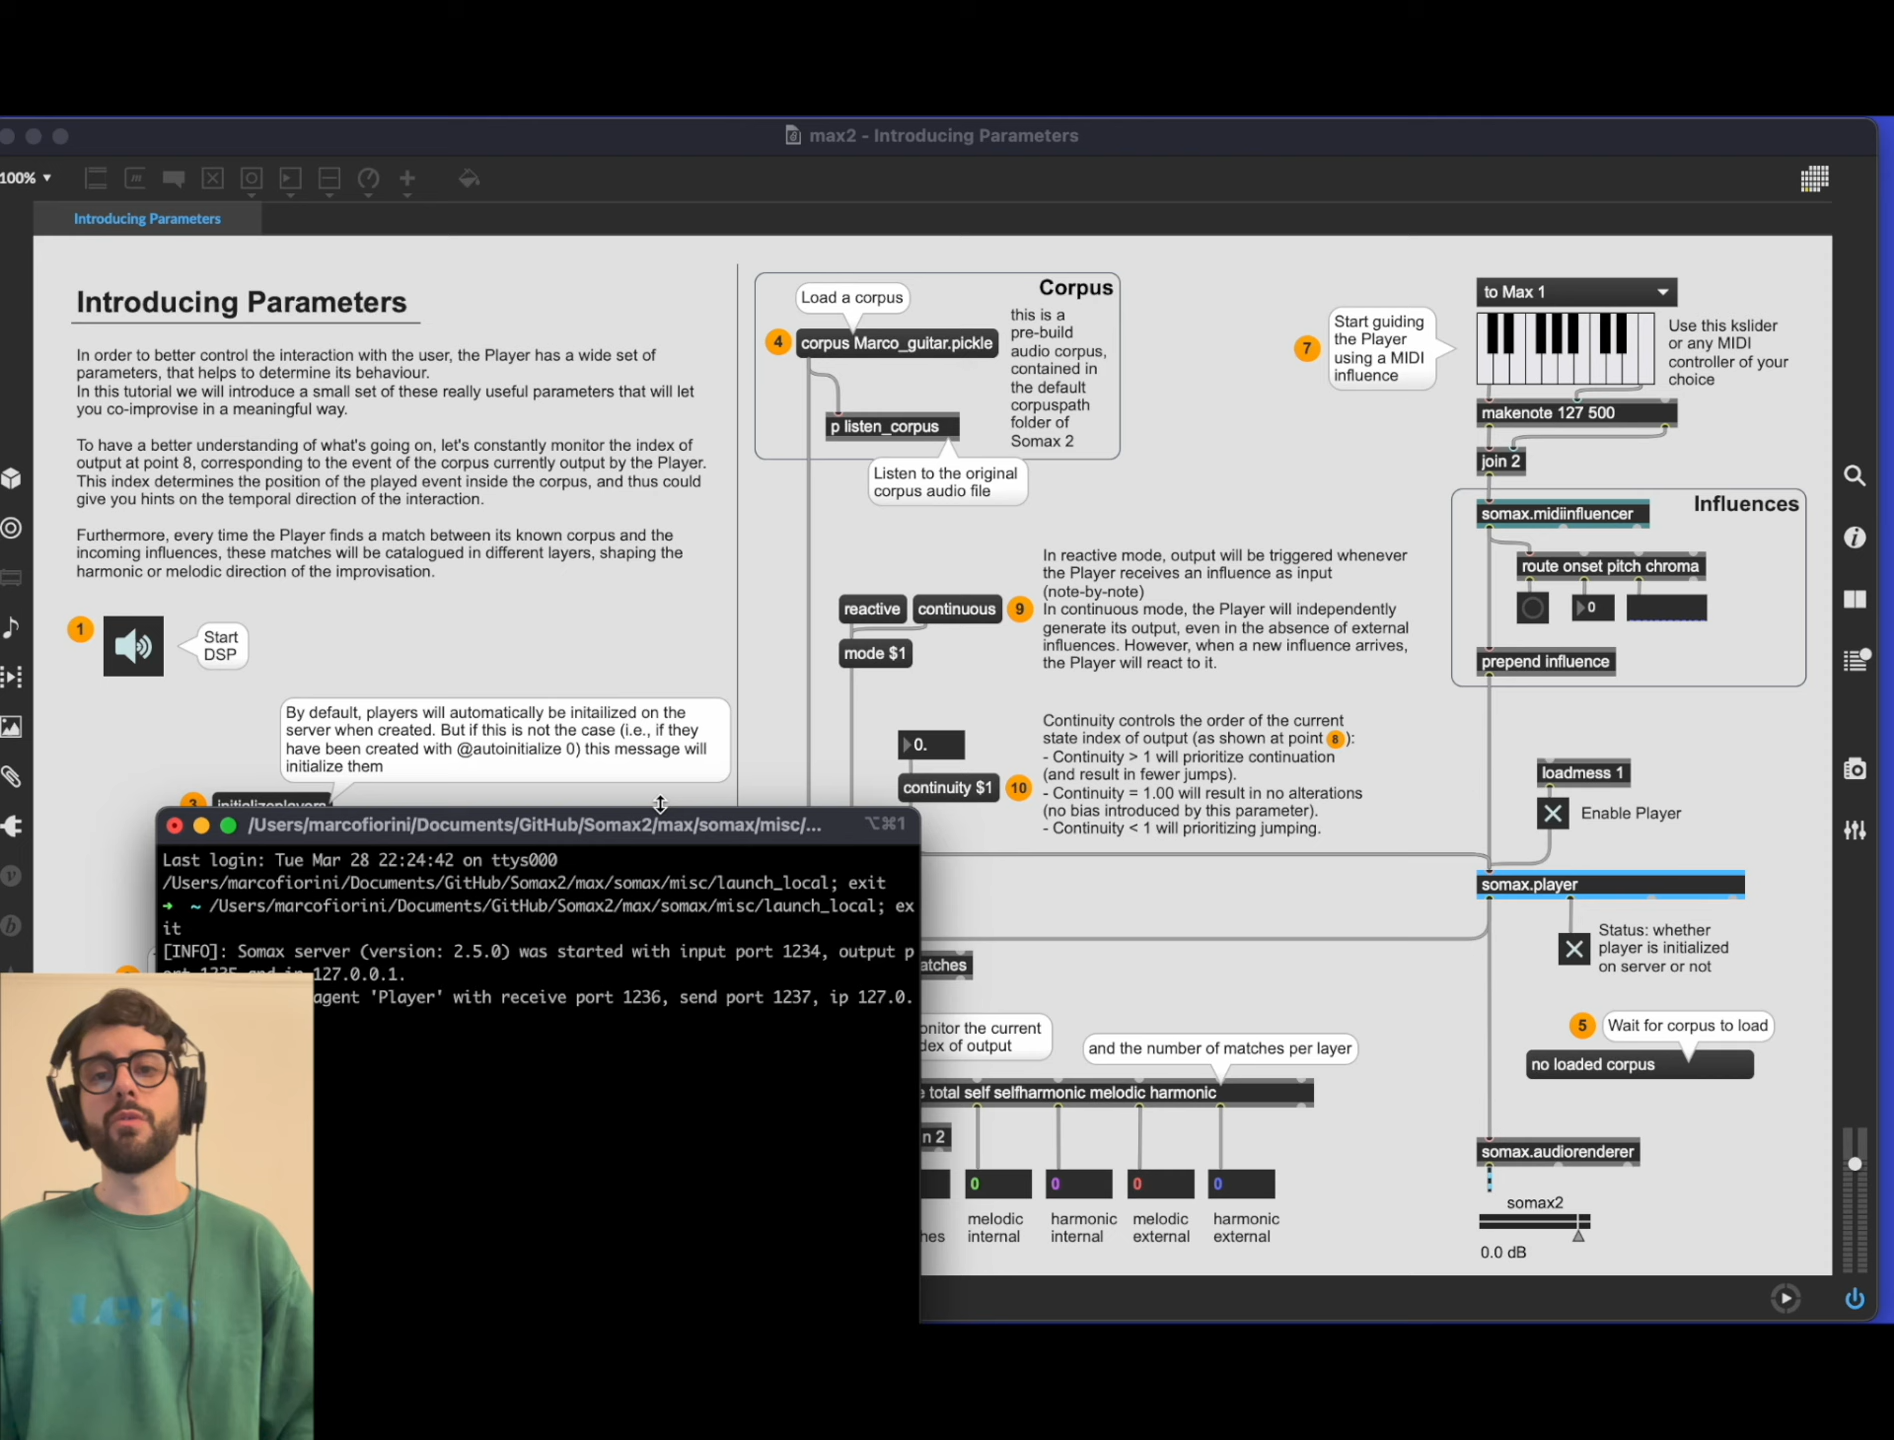 max2 - Introducing Parameters
100%
Introducing Parameters
Introducing Parameters
In order to better control the interaction with the user, the Player has a wide set of
parameters, that helps to determine its behaviour.
In this tutorial we will introduce a small set of these really useful parameters that will let
you co-improvise in a meaningful way.
To have a better understanding of what's going on, let's constantly monitor the index of
output at point 8, corresponding to the event of the corpus currently output by the Player.
This index determines the position of the played event inside the corpus, and thus could
give you hints on the temporal direction of the interaction.
Furthermore, every time the Player finds a match between its known corpus and the
incoming influences, these matches will be catalogued in different layers, shaping the
harmonic or melodic direction of the improvisation.
1
Start
DSP
By default, players will automatically be initailized on the
server when created. But if this is not the case (i.e., if they
have been created with @autoinitialize 0) this message will
initialize them
3
initializeplayers
/Users/marcofiorini/Documents/GitHub/Somax2/max/somax/misc/...
⌥⌘1
Last login: Tue Mar 28 22:24:42 on ttys000
/Users/marcofiorini/Documents/GitHub/Somax2/max/somax/misc/launch_local; exit
➜ ~ /Users/marcofiorini/Documents/GitHub/Somax2/max/somax/misc/launch_local; ex
it
[INFO]: Somax server (version: 2.5.0) was started with input port 1234, output p
ort 1235 and ip 127.0.0.1.
agent 'Player' with receive port 1236, send port 1237, ip 127.0.
Load a corpus
Corpus
4
corpus Marco_guitar.pickle
p listen_corpus
Listen to the original
corpus audio file
this is a
pre-build
audio corpus,
contained in
the default
corpuspath
folder of
Somax 2
reactive
continuous
9
mode $1
In reactive mode, output will be triggered whenever
the Player receives an influence as input
(note-by-note)
In continuous mode, the Player will independently
generate its output, even in the absence of external
influences. However, when a new influence arrives,
the Player will react to it.
0.
continuity $1
10
Continuity controls the order of the current
state index of output (as shown at point 8):
- Continuity > 1 will prioritize continuation
(and result in fewer jumps).
- Continuity = 1.00 will result in no alterations
(no bias introduced by this parameter).
- Continuity < 1 will prioritizing jumping.
atches
onitor the current
dex of output
and the number of matches per layer
e total self selfharmonic melodic harmonic
n 2
0
0
0
0
hes
melodic
internal
harmonic
internal
melodic
external
harmonic
external
7
Start guiding
the Player
using a MIDI
influence
to Max 1
Use this kslider
or any MIDI
controller of your
choice
makenote 127 500
join 2
Influences
somax.midiinfluencer
route onset pitch chroma
0
prepend influence
loadmess 1
Enable Player
somax.player
Status: whether
player is initialized
on server or not
5
Wait for corpus to load
no loaded corpus
somax.audiorenderer
somax2
0.0 dB